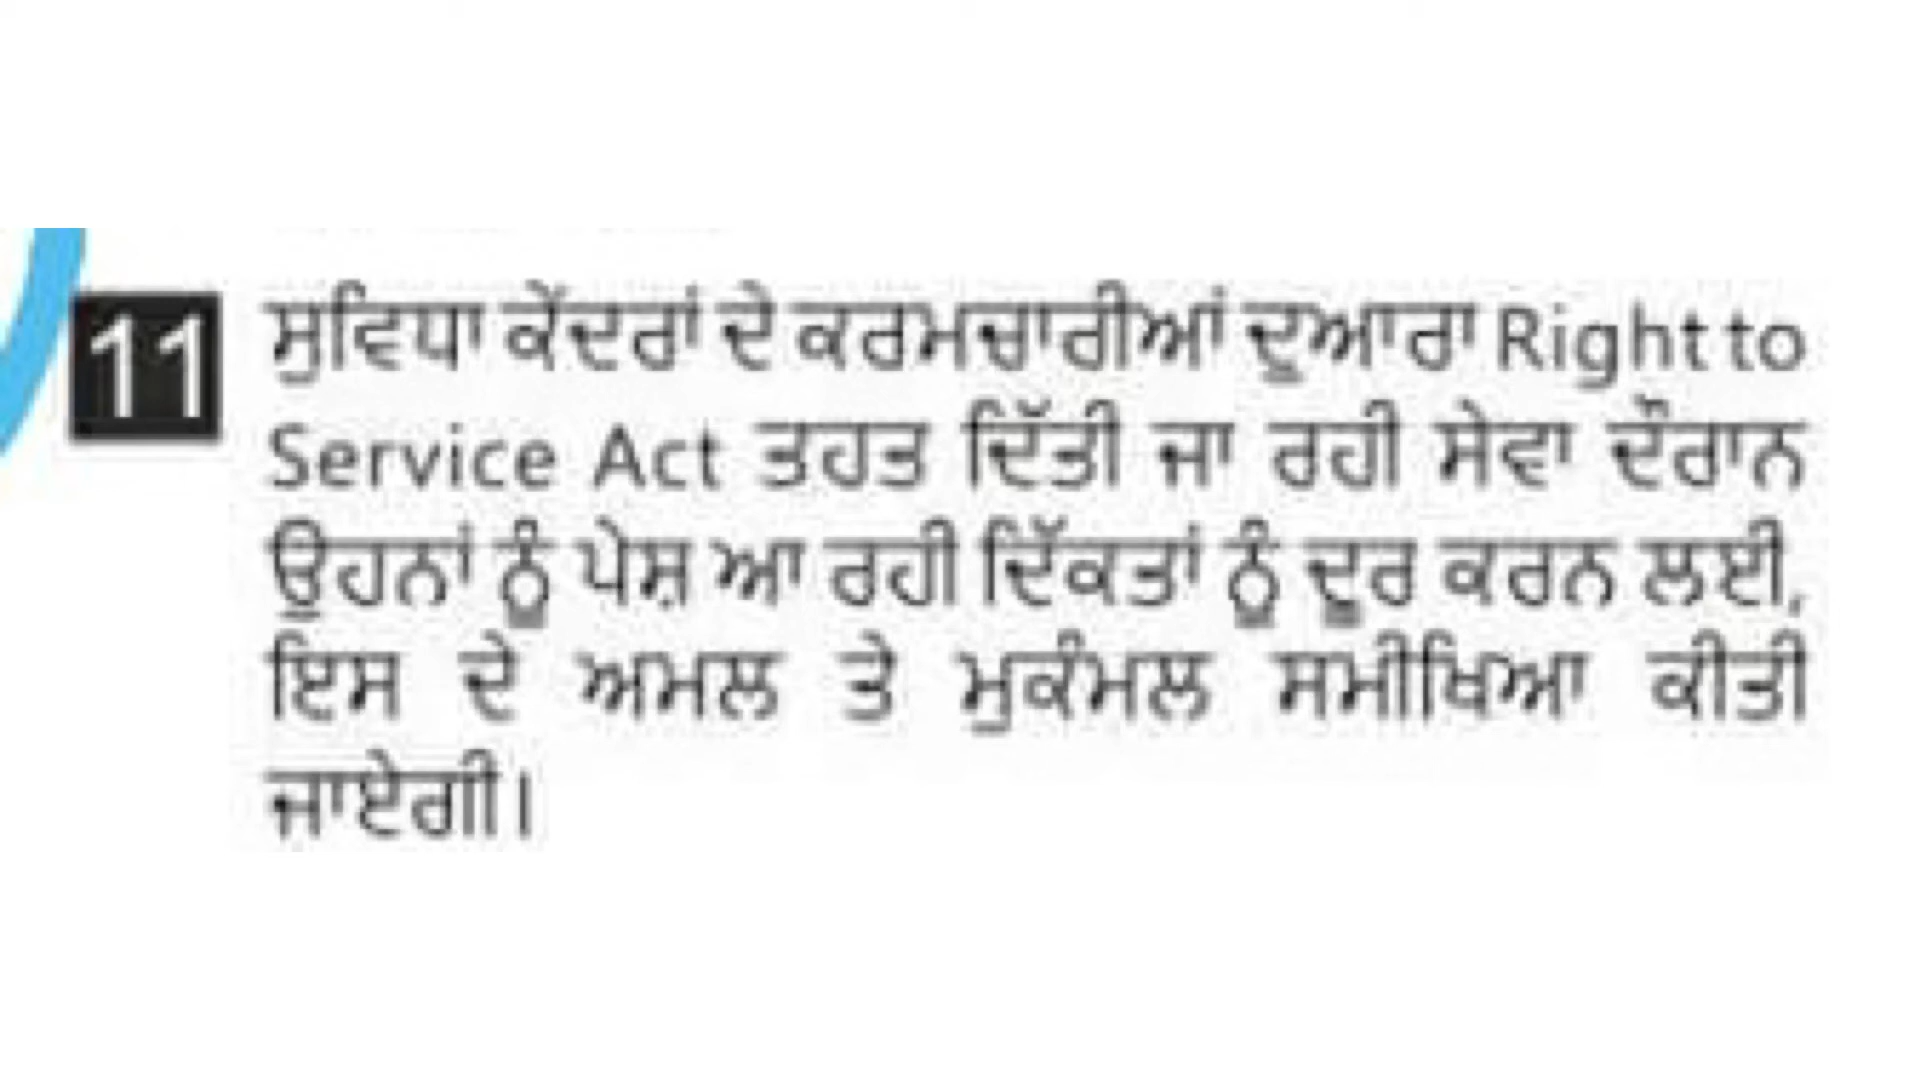 11 ਸੁਵਿਧਾ ਕੇਂਦਰਾਂ ਦੇ ਕਰਮਚਾਰੀਆਂ ਦੁਆਰਾ Right to
Service Act ਤਹਤ ਦਿੱਤੀ ਜਾ ਰਹੀ ਸੇਵਾ ਦੌਰਾਨ
ਉਹਨਾਂ ਨੂੰ ਪੇਸ਼ ਆ ਰਹੀ ਦਿੱਕਤਾਂ ਨੂੰ ਦੂਰ ਕਰਨ ਲਈ,
ਇਸ ਦੇ ਅਮਲ ਤੇ ਮੁਕੰਮਲ ਸਮੀਖਿਆ ਕੀਤੀ
ਜਾਏਗੀ।